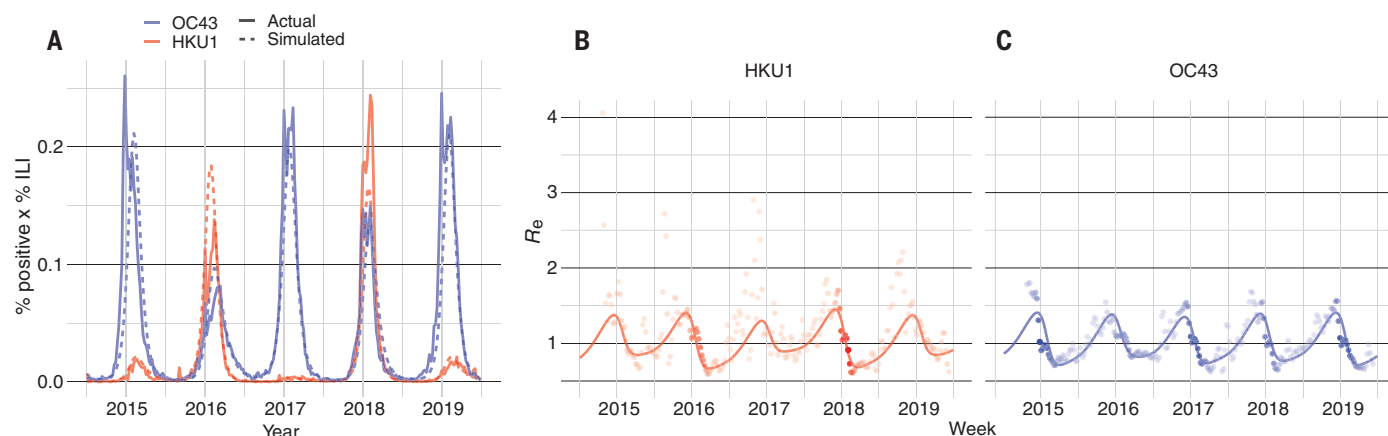 A
OC43
HKU1
Actual
Simulated
% positive x % ILI
0.2
0.1
0.0
2015 2016 2017 2018 2019
Year
B
HKU1
Re
4
3
2
1
2015 2016 2017 2018 2019
C
OC43
2015 2016 2017 2018 2019
Week